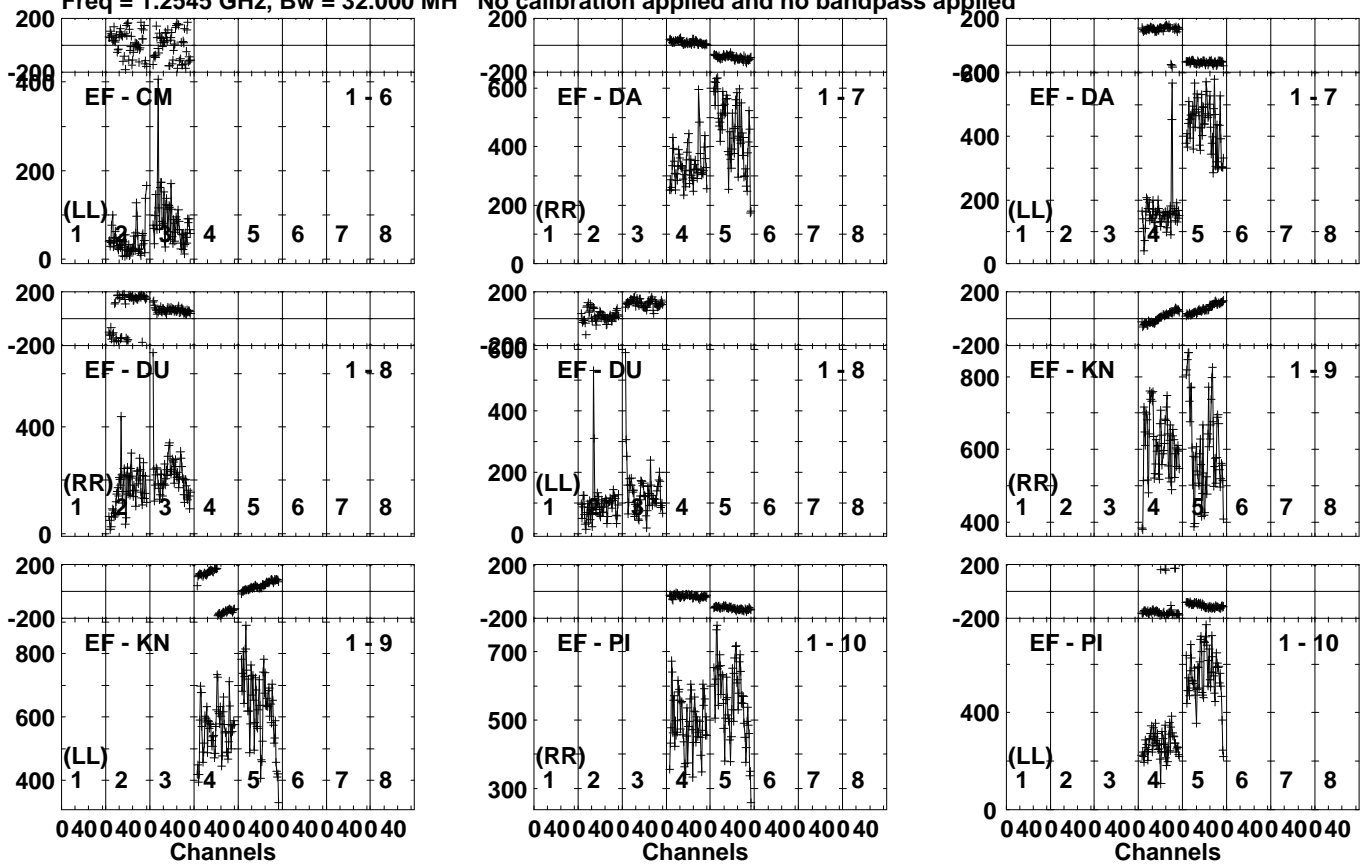 Freq = 1.2545 GHz, Bw = 32.000 MH No calibration applied and no bandpass applied
200
-200
400
200
0
EF - CM 1 - 6
(LL)
1 2 3 4 5 6 7 8
200
-200
600
400
200
0
EF - DA 1 - 7
(RR)
1 2 3 4 5 6 7 8
200
-200
600
400
200
0
EF - DA 1 - 7
(LL)
1 2 3 4 5 6 7 8
200
-200
400
0
EF - DU 1 - 8
(RR)
1 2 3 4 5 6 7 8
200
-200
600
400
200
0
EF - DU 1 - 8
(LL)
1 2 3 4 5 6 7 8
200
-200
800
600
400
EF - KN 1 - 9
(RR)
1 2 3 4 5 6 7 8
200
-200
800
600
400
EF - KN 1 - 9
(LL)
1 2 3 4 5 6 7 8
200
-200
700
500
300
EF - PI 1 - 10
(RR)
1 2 3 4 5 6 7 8
200
-200
400
0
EF - PI 1 - 10
(LL)
1 2 3 4 5 6 7 8
0 40 0 40 0 40 0 40 0 40 0 40 0 40 0 40
Channels
0 40 0 40 0 40 0 40 0 40 0 40 0 40 0 40
Channels
0 40 0 40 0 40 0 40 0 40 0 40 0 40 0 40
Channels